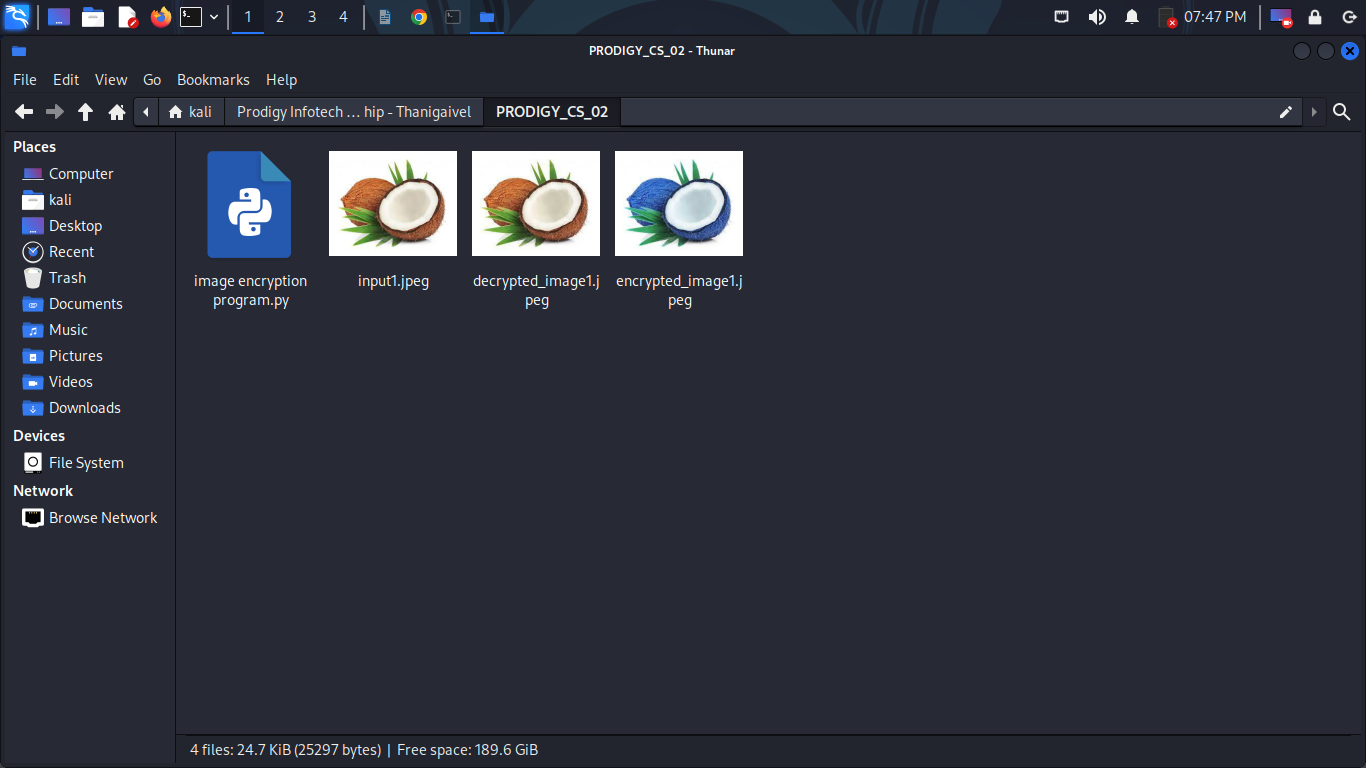 1 2 3 4 07:47 PM
PRODIGY_CS_02 - Thunar
File Edit View Go Bookmarks Help
kali Prodigy Infotech ... hip - Thanigaivel PRODIGY_CS_02
Places
Computer
kali
Desktop
Recent
Trash
Documents
Music
Pictures
Videos
Downloads
Devices
File System
Network
Browse Network
image encryption
program.py
input1.jpeg
decrypted_image1.j
peg
encrypted_image1.j
peg
4 files: 24.7 KiB (25297 bytes) | Free space: 189.6 GiB